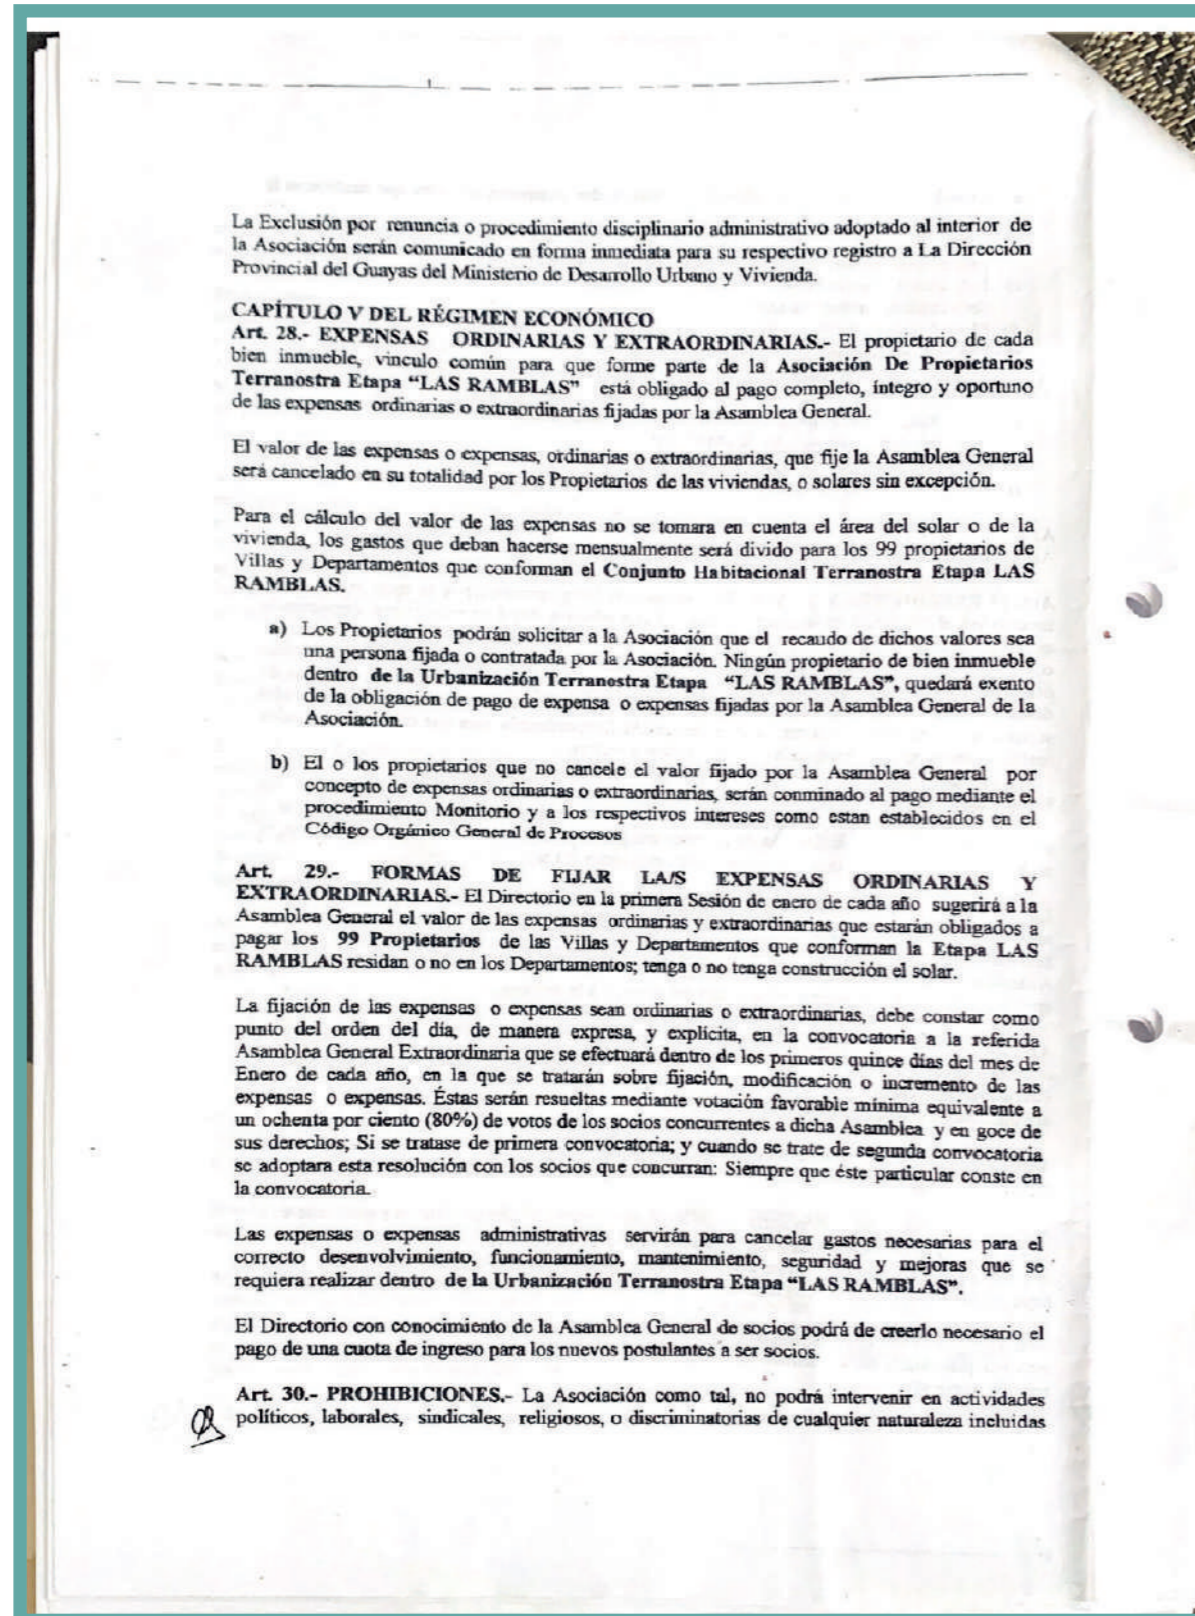 La Exclusión por renuncia o procedimiento disciplinario administrativo adoptado al interior de
la Asociación serán comunicado en forma inmediata para su respectivo registro a La Dirección
Provincial del Guayas del Ministerio de Desarrollo Urbano y Vivienda.
CAPÍTULO V DEL RÉGIMEN ECONÓMICO
Art. 28.- EXPENSAS ORDINARIAS Y EXTRAORDINARIAS.- El propietario de cada
bien inmueble, vinculo común para que forme parte de la Asociación De Propietarios
Terranostra Etapa “LAS RAMBLAS” está obligado al pago completo, íntegro y oportuno
de las expensas ordinarias o extraordinarias fijadas por la Asamblea General.
El valor de las expensas o expensas, ordinarias o extraordinarias, que fije la Asamblea General
será cancelado en su totalidad por los Propietarios de las viviendas, o solares sin excepción.
Para el cálculo del valor de las expensas no se tomara en cuenta el área del solar o de la
vivienda, los gastos que deban hacerse mensualmente será divido para los 99 propietarios de
Villas y Departamentos que conforman el Conjunto Habitacional Terranostra Etapa LAS
RAMBLAS.
a) Los Propietarios podrán solicitar a la Asociación que el recaudo de dichos valores sea
una persona fijada o contratada por la Asociación. Ningún propietario de bien inmueble
dentro de la Urbanización Terranostra Etapa “LAS RAMBLAS”, quedará exento
de la obligación de pago de expensa o expensas fijadas por la Asamblea General de la
Asociación.
b) El o los propietarios que no cancele el valor fijado por la Asamblea General por
concepto de expensas ordinarias o extraordinarias, serán conminado al pago mediante el
procedimiento Monitorio y a los respectivos intereses como estan establecidos en el
Código Orgánico General de Procesos
Art. 29.- FORMAS DE FIJAR LA/S EXPENSAS ORDINARIAS Y
EXTRAORDINARIAS.- El Directorio en la primera Sesión de enero de cada año sugerirá a la
Asamblea General el valor de las expensas ordinarias y extraordinarias que estarán obligados a
pagar los 99 Propietarios de las Villas y Departamentos que conforman la Etapa LAS
RAMBLAS residan o no en los Departamentos; tenga o no tenga construcción el solar.
La fijación de las expensas o expensas sean ordinarias o extraordinarias, debe constar como
punto del orden del día, de manera expresa, y explícita, en la convocatoria a la referida
Asamblea General Extraordinaria que se efectuará dentro de los primeros quince días del mes de
Enero de cada año, en la que se tratarán sobre fijación, modificación o incremento de las
expensas o expensas. Éstas serán resueltas mediante votación favorable mínima equivalente a
un ochenta por ciento (80%) de votos de los socios concurrentes a dicha Asamblea y en goce de
sus derechos; Si se tratase de primera convocatoria; y cuando se trate de segunda convocatoria
se adoptara esta resolución con los socios que concurran: Siempre que éste particular conste en
la convocatoria.
Las expensas o expensas administrativas servirán para cancelar gastos necesarias para el
correcto desenvolvimiento, funcionamiento, mantenimiento, seguridad y mejoras que se
requiera realizar dentro de la Urbanización Terranostra Etapa “LAS RAMBLAS”.
El Directorio con conocimiento de la Asamblea General de socios podrá de creerlo necesario el
pago de una cuota de ingreso para los nuevos postulantes a ser socios.
Art. 30.- PROHIBICIONES.- La Asociación como tal, no podrá intervenir en actividades
políticos, laborales, sindicales, religiosos, o discriminatorias de cualquier naturaleza incluidas